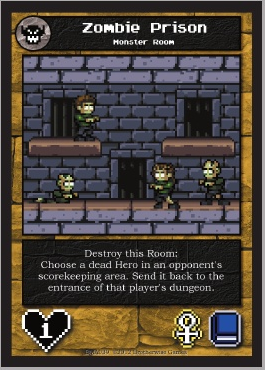 Zombie Prison
Monster Room
Destroy this Room:
Choose a dead Hero in an opponent's
scorekeeping area. Send it back to the
entrance of that player's dungeon.
1
Games